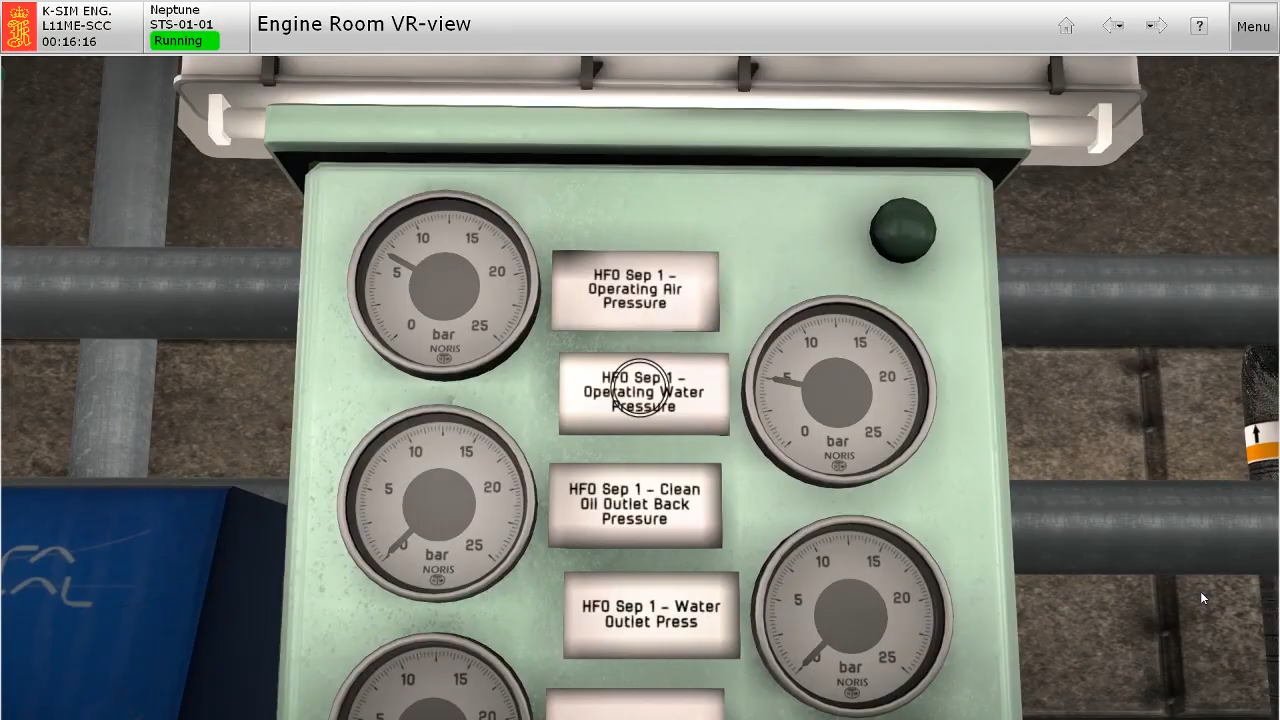 K-SIM ENG.
L11ME-SCC
00:16:16
Neptune
STS-01-01
Running
Engine Room VR-view
?
Menu
0 5 10 15 20 25
bar
NORIS
HFO Sep 1 -
Operating Air
Pressure
HFO Sep 1 -
Operating Water
Pressure
0 5 10 15 20 25
bar
NORIS
0 5 10 15 20 25
bar
NORIS
HFO Sep 1 - Clean
Oil Outlet Back
Pressure
HFO Sep 1 - Water
Outlet Press
0 5 10 15 20 25
bar
NORIS
5 10 15 20